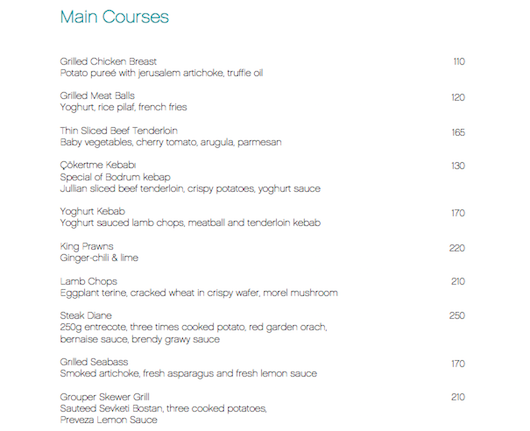 Main Courses
Grilled Chicken Breast 110
Potato pureé with jerusalem artichoke, truffle oil
Grilled Meat Balls 120
Yoghurt, rice pilaf, french fries
Thin Sliced Beef Tenderloin 165
Baby vegetables, cherry tomato, arugula, parmesan
Çökertme Kebabı 130
Special of Bodrum kebap
Jullian sliced beef tenderloin, crispy potatoes, yoghurt sauce
Yoghurt Kebab 170
Yoghurt sauced lamb chops, meatball and tenderloin kebab
King Prawns 220
Ginger-chili & lime
Lamb Chops 210
Eggplant terine, cracked wheat in crispy wafer, morel mushroom
Steak Diane 250
250g entrecote, three times cooked potato, red garden orach,
bernaise sauce, brendy grawy sauce
Grilled Seabass 170
Smoked artichoke, fresh asparagus and fresh lemon sauce
Grouper Skewer Grill 210
Sauteed Sevketi Bostan, three cooked potatoes,
Preveza Lemon Sauce